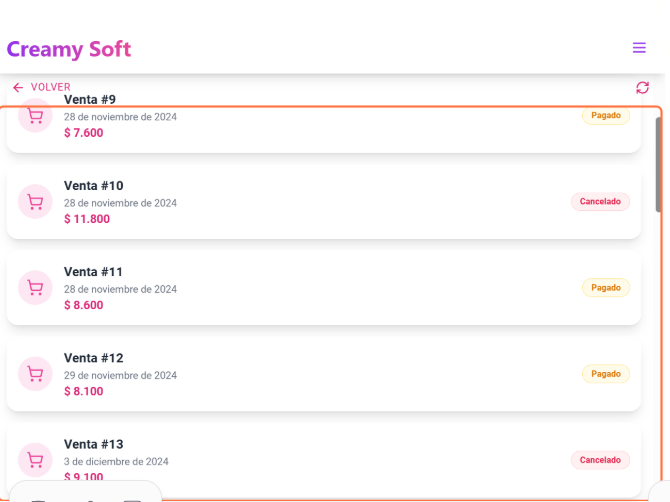 Creamy Soft
VOLVER
Venta #9
28 de noviembre de 2024
Pagado
$ 7.600
Venta #10
28 de noviembre de 2024
Cancelado
$ 11.800
Venta #11
28 de noviembre de 2024
Pagado
$ 8.600
Venta #12
29 de noviembre de 2024
Pagado
$ 8.100
Venta #13
3 de diciembre de 2024
Cancelado
$ 9.100